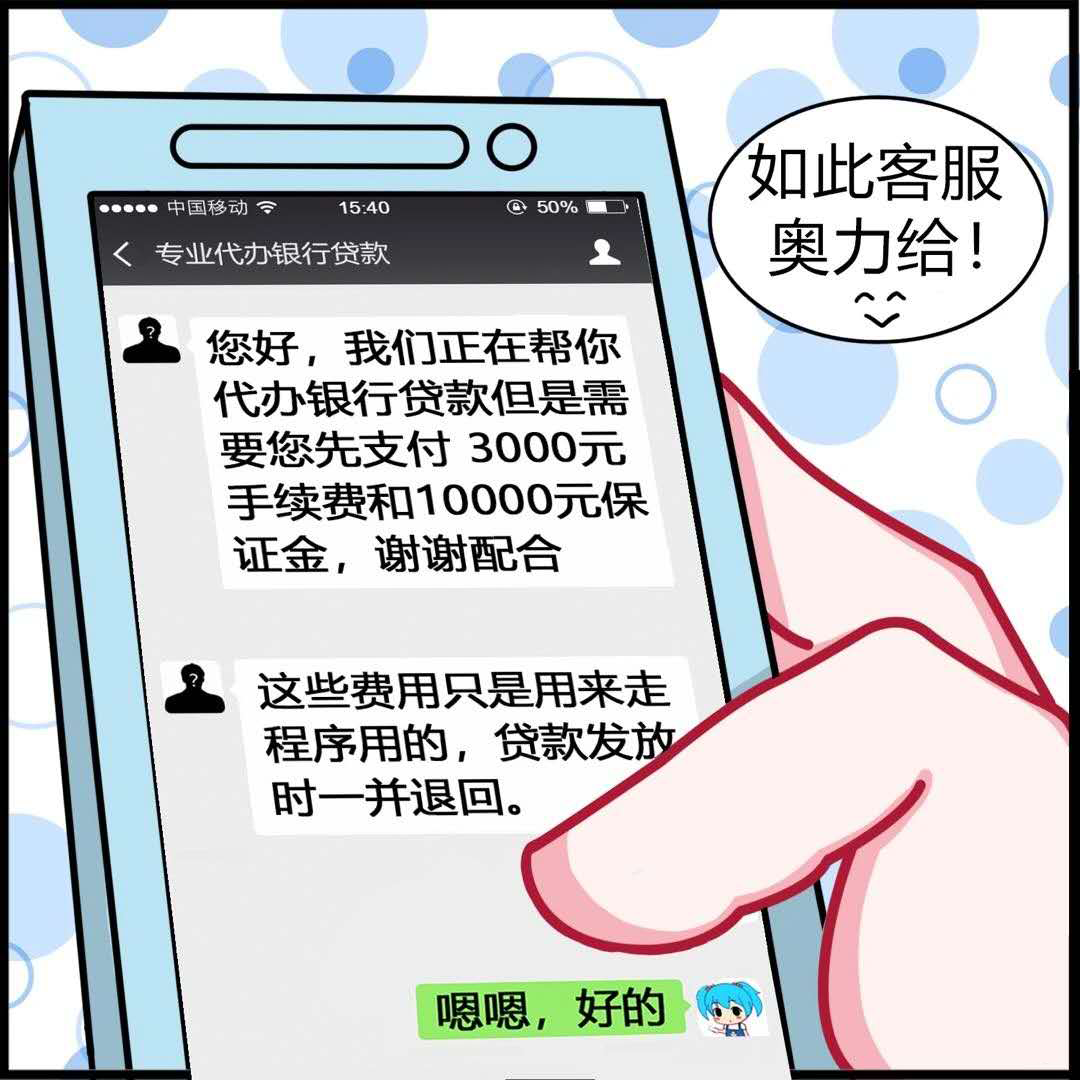 中国移动 15:40 50%
专业代办银行贷款
如此客服
奥力给！
?
您好，我们正在帮你
代办银行贷款但是需
要您先支付 3000元
手续费和10000元保
证金，谢谢配合
?
这些费用只是用来走
程序用的，贷款发放
时一并退回。
嗯嗯，好的